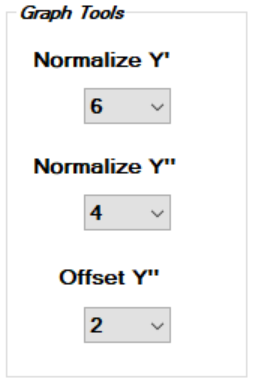 Graph Tools
Normalize Y'
6
Normalize Y''
4
Offset Y''
2